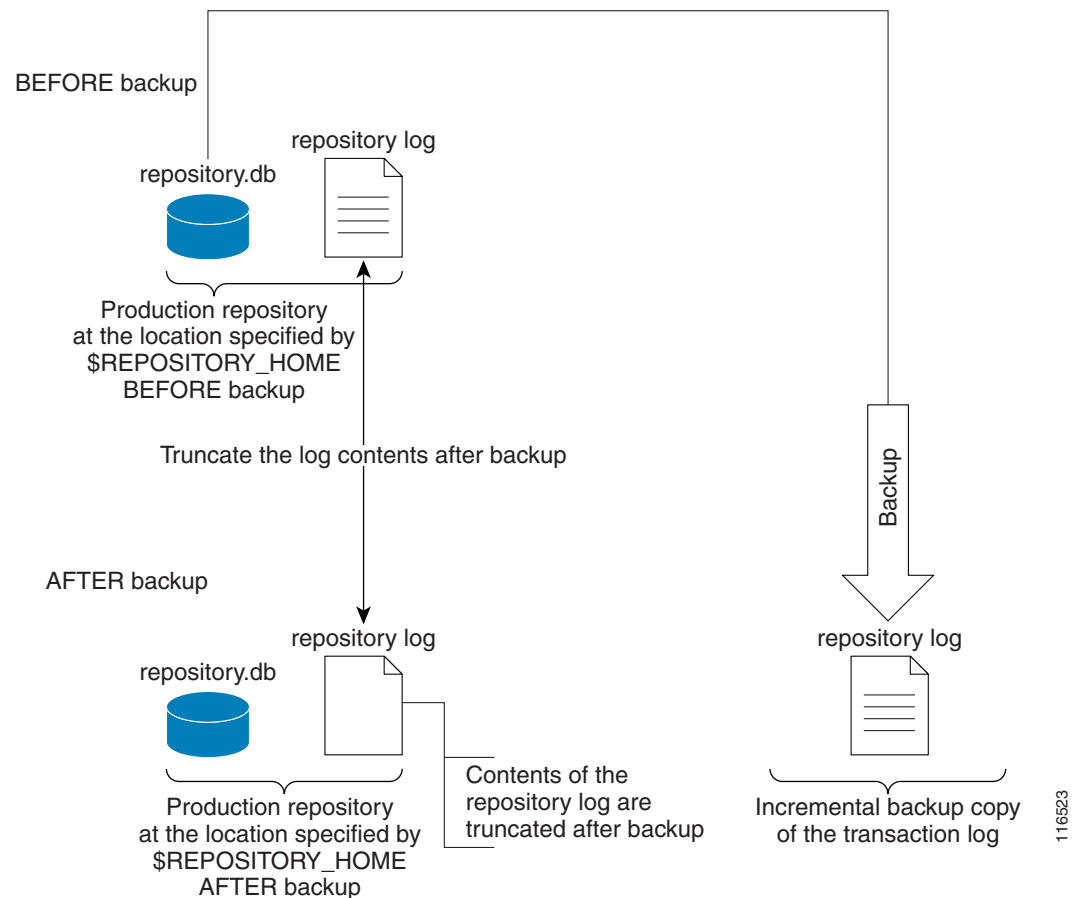 BEFORE backup
repository log
repository.db
Production repository
at the location specified by
$REPOSITORY_HOME
BEFORE backup
Truncate the log contents after backup
Backup
AFTER backup
repository log
repository.db
repository log
Contents of the
repository log are
truncated after backup
Production repository
at the location specified by
$REPOSITORY_HOME
AFTER backup
Incremental backup copy
of the transaction log
116523